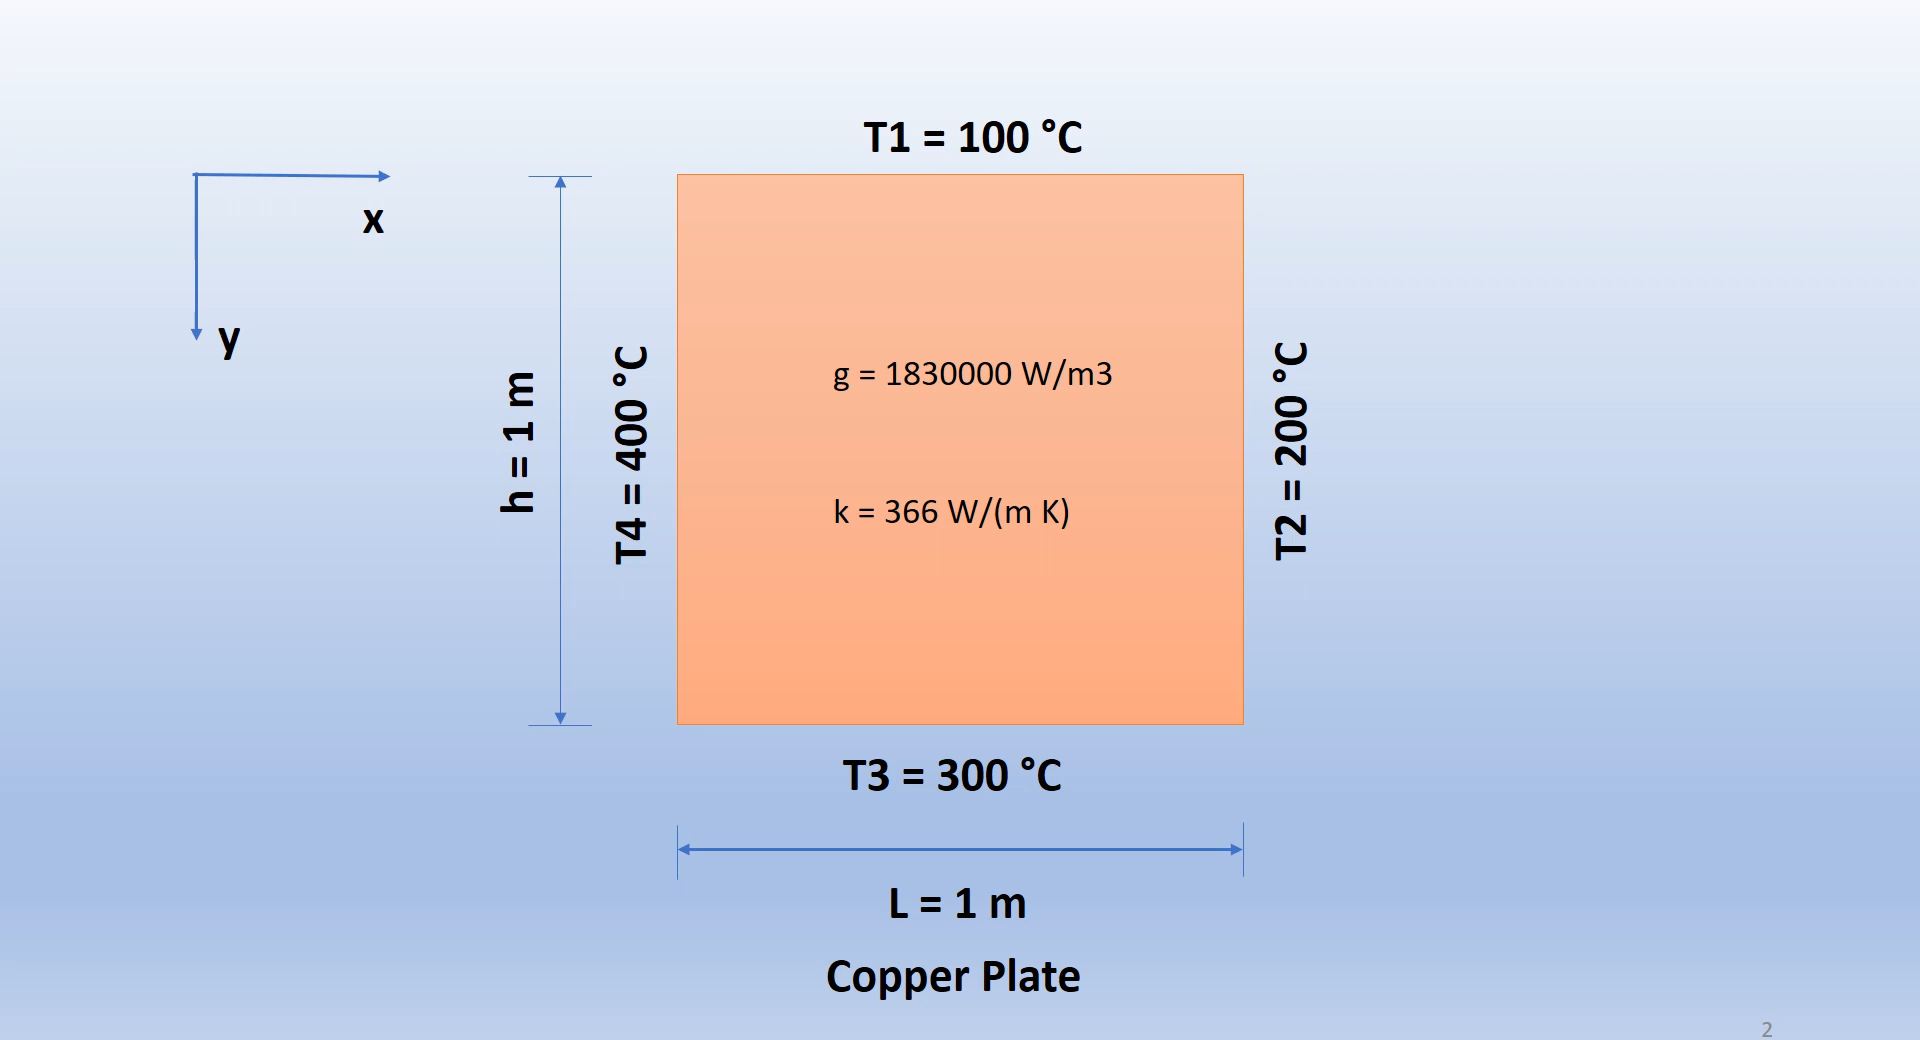 T1 = 100 °C
x
y
h = 1 m
T4 = 400 °C
g = 1830000 W/m3
k = 366 W/(m K)
T2 = 200 °C
T3 = 300 °C
L = 1 m
Copper Plate
2